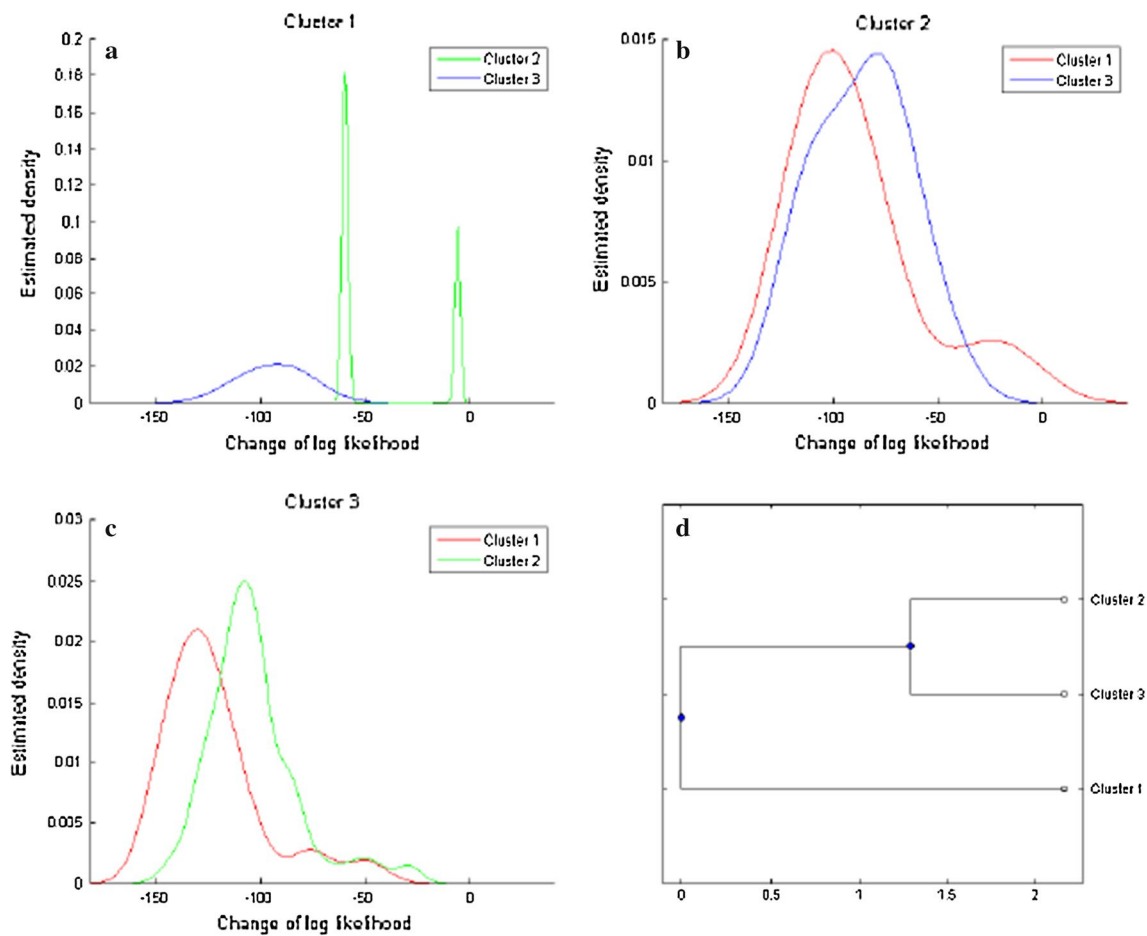 Cluster 1
a
Cluster 2
Cluster 3
0.2
0.18
0.16
0.14
0.12
0.1
0.08
0.06
0.04
0.02
0
Estimated density
-150
-100
-50
0
Change of log likelihood
Cluster 2
b
Cluster 1
Cluster 3
0.015
0.01
0.005
0
Estimated density
-150
-100
-50
0
Change of log likelihood
Cluster 3
c
Cluster 1
Cluster 2
0.03
0.025
0.02
0.015
0.01
0.005
0
Estimated density
-150
-100
-50
0
Change of log likelihood
d
Cluster 2
Cluster 3
Cluster 1
0
0.5
1
1.5
2